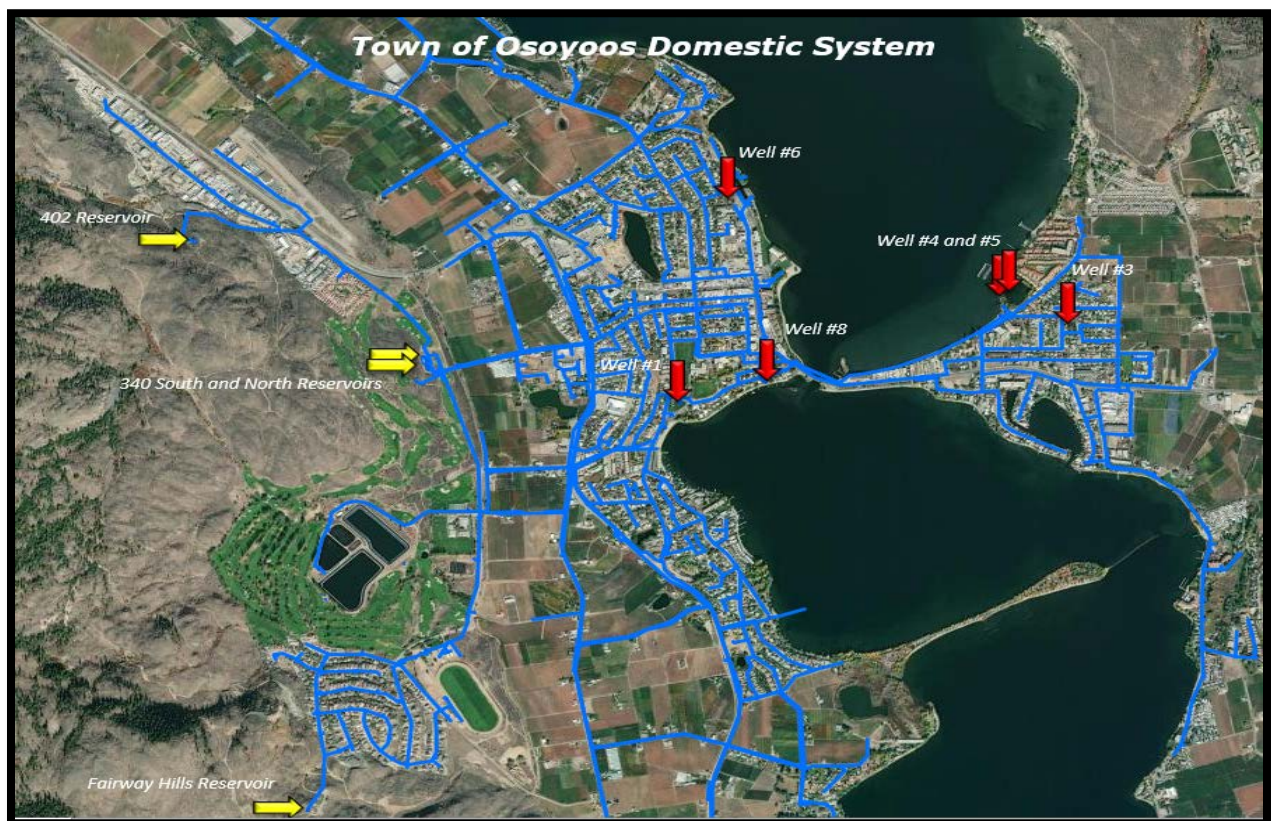 Town of Osoyoos Domestic System
Well #6
402 Reservoir
Well #4 and #5
Well #3
Well #8
340 South and North Reservoirs
Well #1
Fairway Hills Reservoir